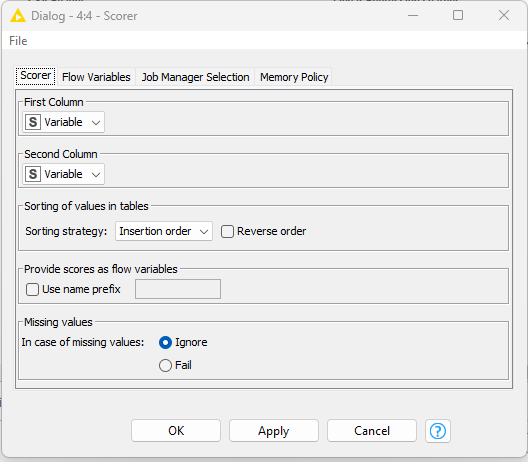 Dialog - 4:4 - Scorer
File
Scorer Flow Variables Job Manager Selection Memory Policy
First Column
S Variable
Second Column
S Variable
Sorting of values in tables
Sorting strategy: Insertion order Reverse order
Provide scores as flow variables
Use name prefix
Missing values
In case of missing values: Ignore
Fail
OK Apply Cancel ?